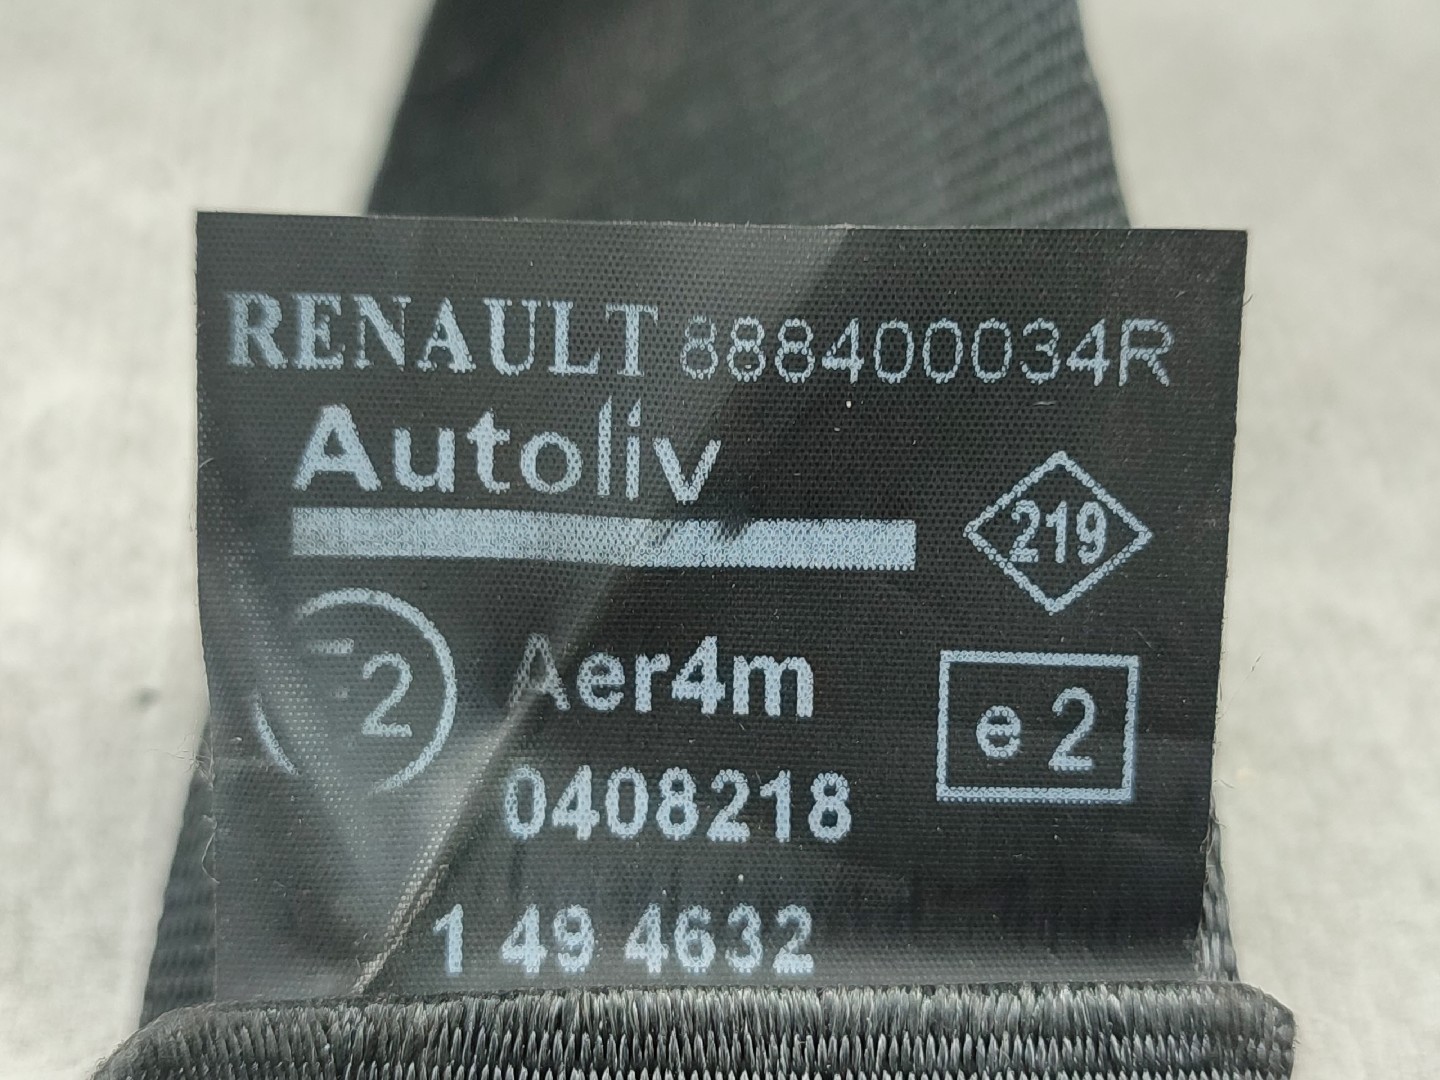 RENAULT 888400034R
Autoliv
219
2 Aer4m
e 2
0408218
1 49 4632